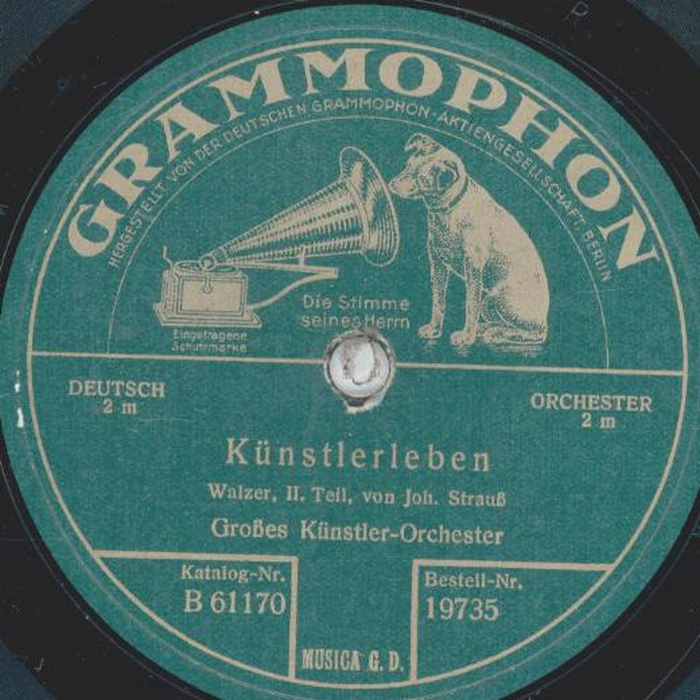 GRAMMOPHON
HERGESTELLT VON DER DEUTSCHEN GRAMMOPHON-AKTIENGESELLSCHAFT, BERLIN
Die Stimme
seines Herrn
Eingetragene
Schutzmarke
DEUTSCH
2 m
ORCHESTER
2 m
Künstlerleben
Walzer, II. Teil, von Joh. Strauß
Großes Künstler-Orchester
Katalog-Nr.
B 61170
Bestell-Nr.
19735
MUSICA G. D.